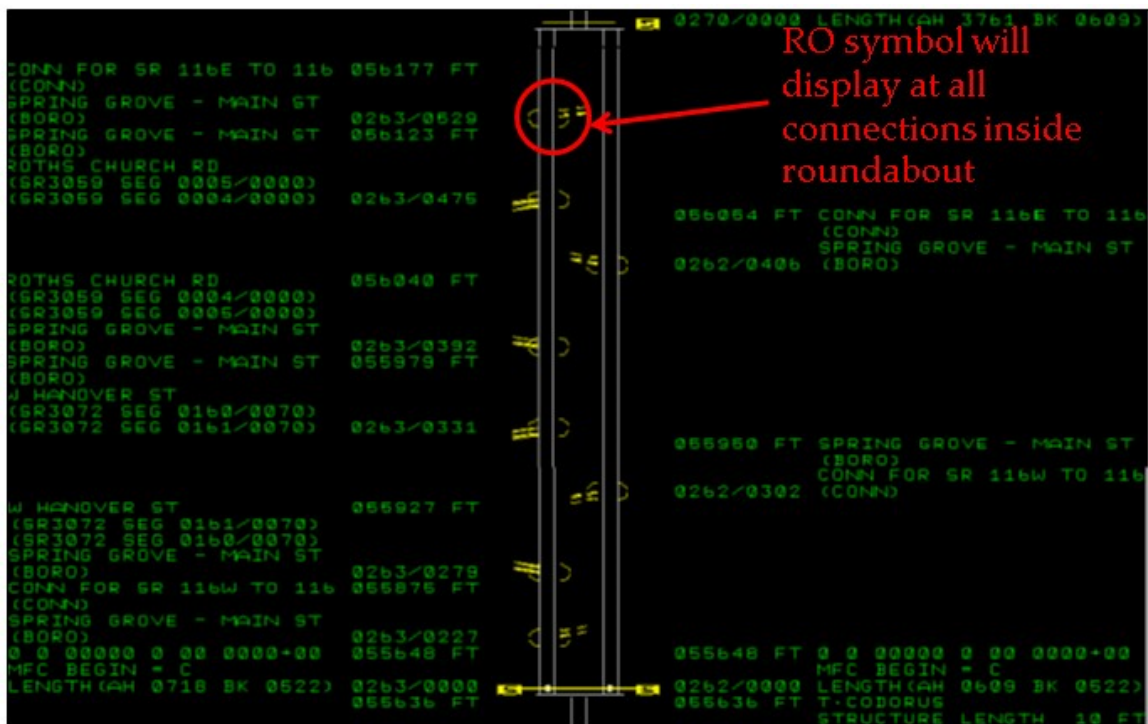 0270/0000 LENGTH(AH 3761 BK 0609)
RO symbol will
display at all
connections inside
roundabout
CONN FOR SR 116E TO 116 056177 FT
(CONN)
SPRING GROVE - MAIN ST
(BORO) 0263/0529
SPRING GROVE - MAIN ST 056123 FT
(BORO)
ROTHS CHURCH RD
(SR3059 SEG 0005/0000)
(SR3059 SEG 0004/0000) 0263/0475
056054 FT CONN FOR SR 116E TO 116
(CONN)
SPRING GROVE - MAIN ST
0262/0406 (BORO)
ROTHS CHURCH RD 056040 FT
(SR3059 SEG 0004/0000)
(SR3059 SEG 0005/0000)
SPRING GROVE - MAIN ST
(BORO) 0263/0392
SPRING GROVE - MAIN ST 055979 FT
(BORO)
W HANOVER ST
(SR3072 SEG 0160/0070)
(SR3072 SEG 0161/0070) 0263/0331
055950 FT SPRING GROVE - MAIN ST
(BORO)
CONN FOR SR 116W TO 116
0262/0302 (CONN)
W HANOVER ST 055927 FT
(SR3072 SEG 0161/0070)
(SR3072 SEG 0160/0070)
SPRING GROVE - MAIN ST
(BORO) 0263/0279
CONN FOR SR 116W TO 116 055875 FT
(CONN)
SPRING GROVE - MAIN ST
(BORO) 0263/0227
0 0 00000 0 00 0000+00 055648 FT
MFC BEGIN = C
LENGTH(AH 0718 BK 0522) 0263/0000
055636 FT
055648 FT 0 0 00000 0 00 0000+00
MFC BEGIN = C
0262/0000 LENGTH(AH 0609 BK 0522)
055636 FT T-CODORUS
STRUCTURE LENGTH 10 FT